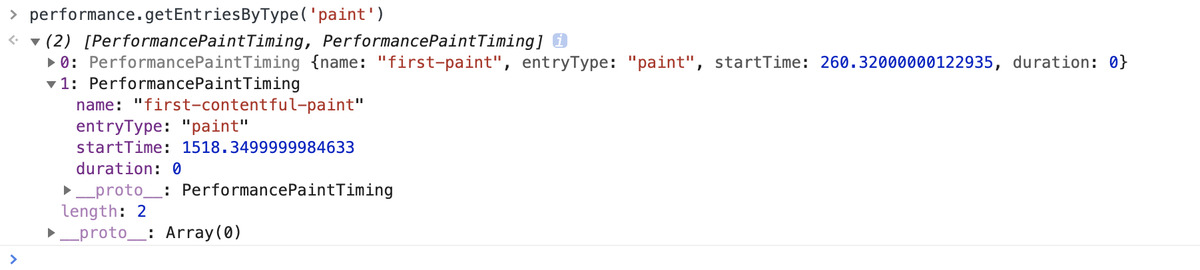 > performance.getEntriesByType('paint')
(2) [PerformancePaintTiming, PerformancePaintTiming] i
0: PerformancePaintTiming {name: "first-paint", entryType: "paint", startTime: 260.32000000122935, duration: 0}
1: PerformancePaintTiming
name: "first-contentful-paint"
entryType: "paint"
startTime: 1518.3499999984633
duration: 0
__proto__: PerformancePaintTiming
length: 2
__proto__: Array(0)
>